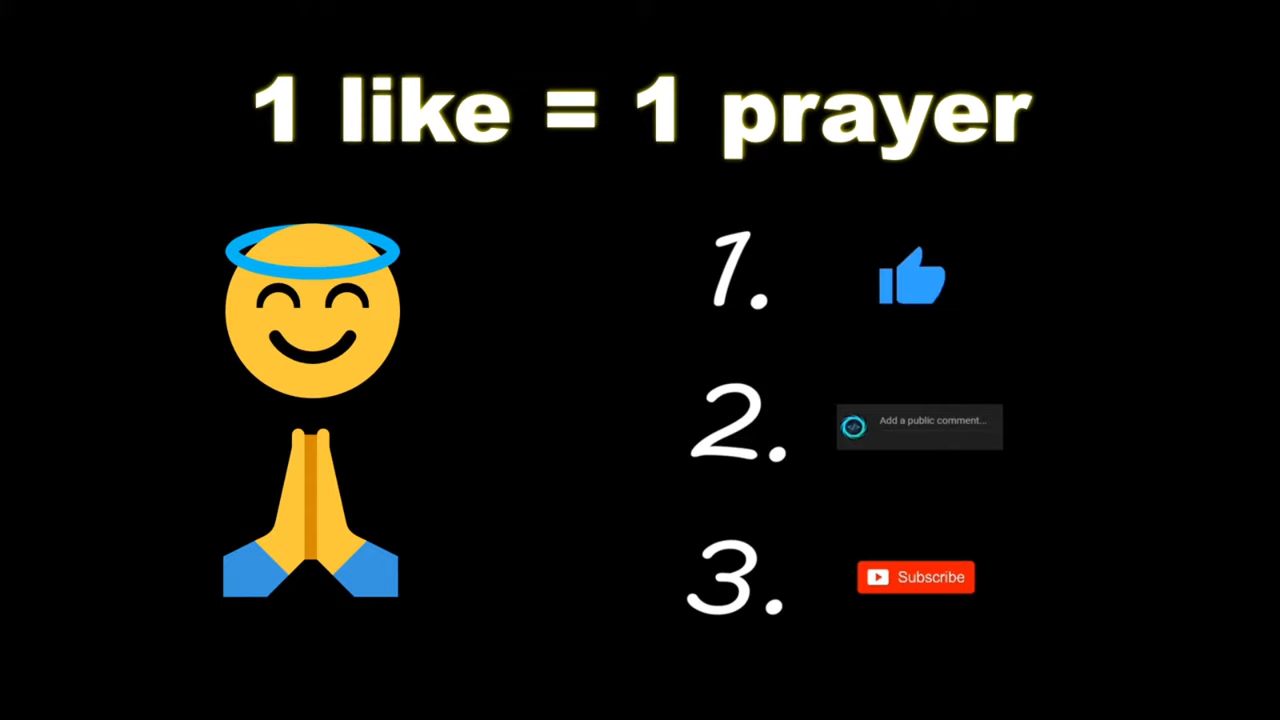 1 like = 1 prayer
1.
2.
Add a public comment...
3.
Subscribe